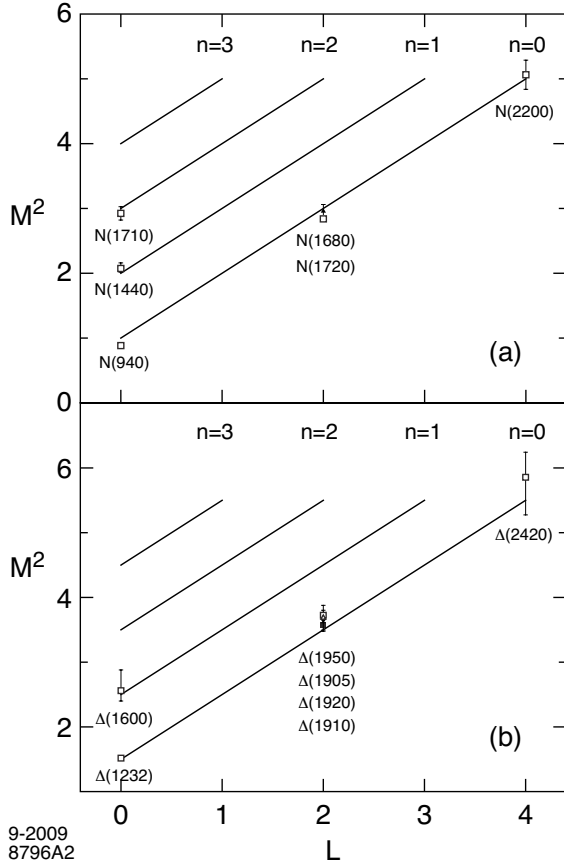 6
4
M²
2
0
n=3 n=2 n=1 n=0
N(2200)
N(1710)
N(1680)
N(1720)
N(1440)
N(940)
(a)
6
M²
4
2
n=3 n=2 n=1 n=0
Δ(2420)
Δ(1950)
Δ(1905)
Δ(1920)
Δ(1910)
Δ(1600)
Δ(1232)
(b)
0 1 2 3 4
L
9-2009
8796A2